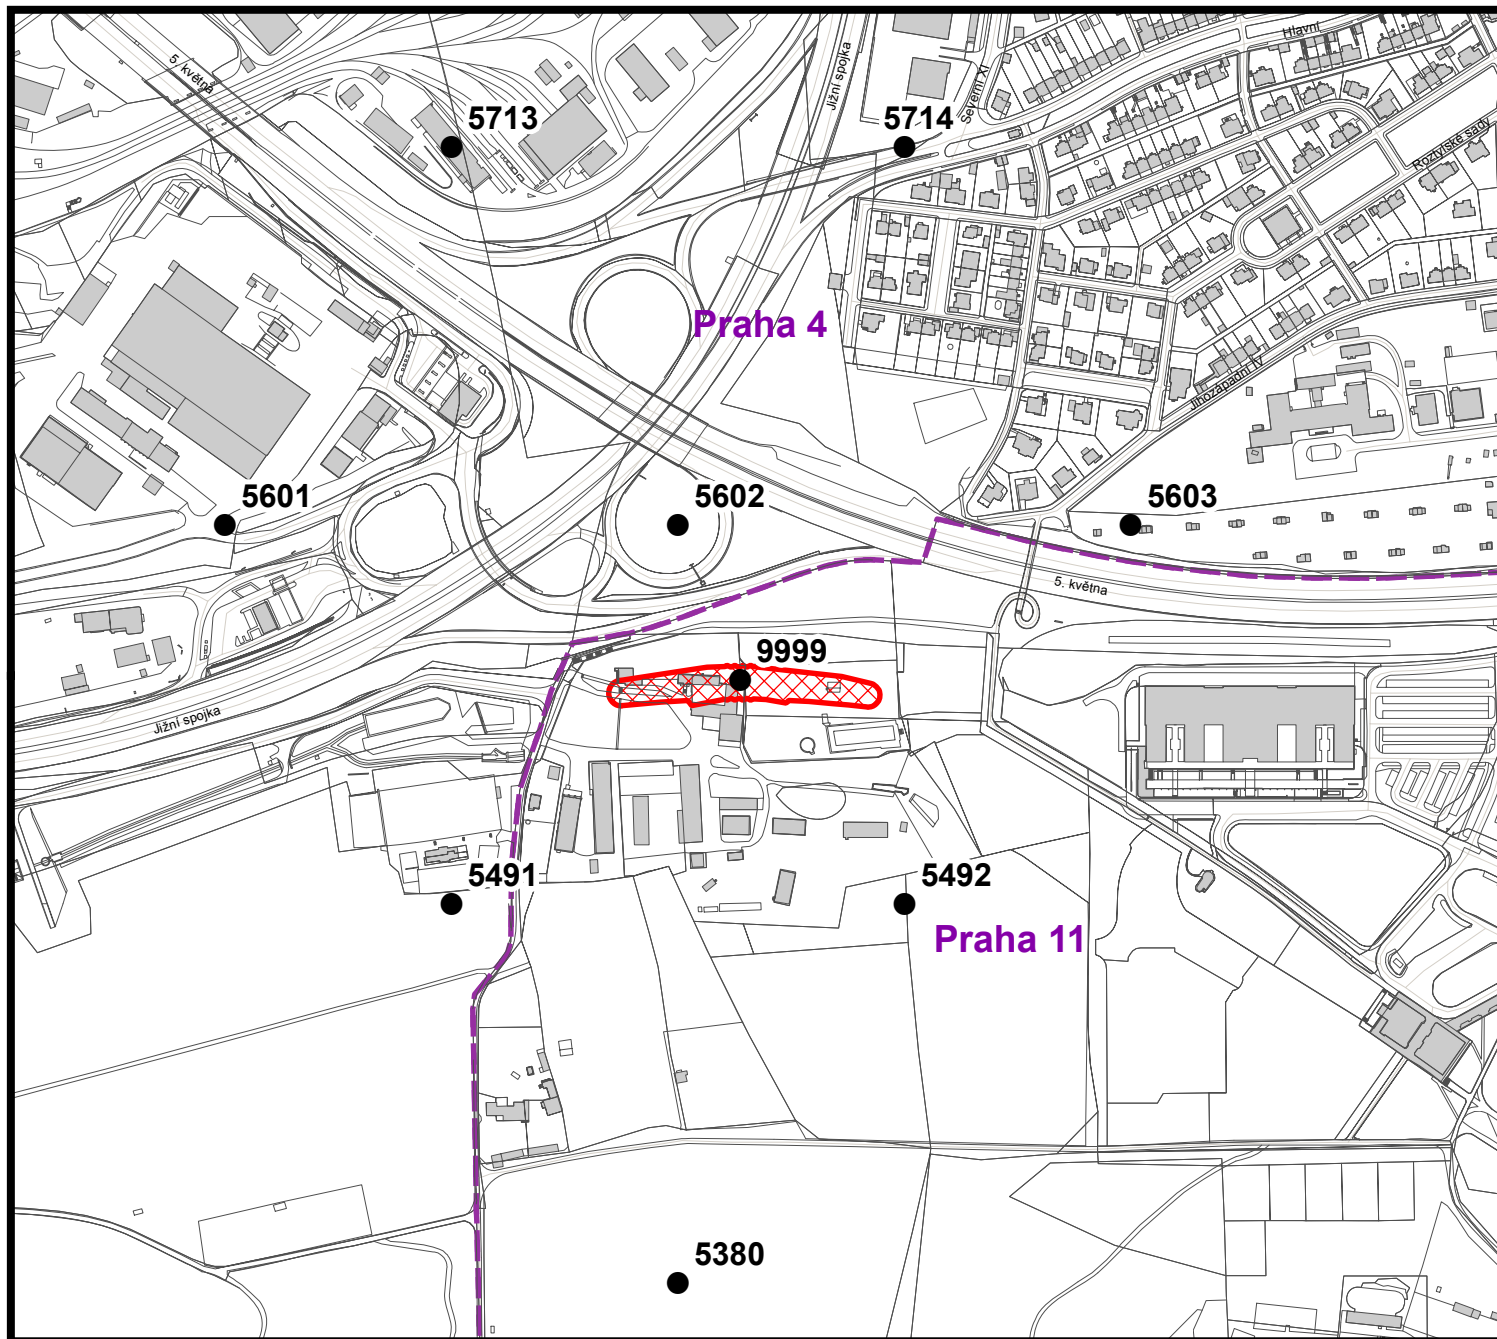 Hlavní
5. května
Jižní spojka
Severní XI
5713
5714
Roztylské sady
Praha 4
Jihozápadní IV
5601
5602
5603
5. května
9999
Jižní spojka
5491
5492
Praha 11
5380